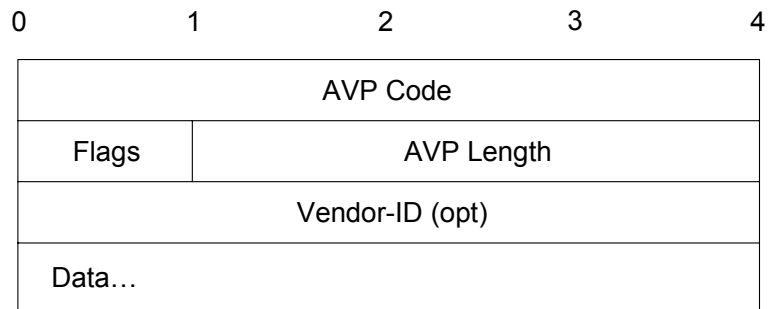 0 1 2 3 4
AVP Code
Flags AVP Length
Vendor-ID (opt)
Data…